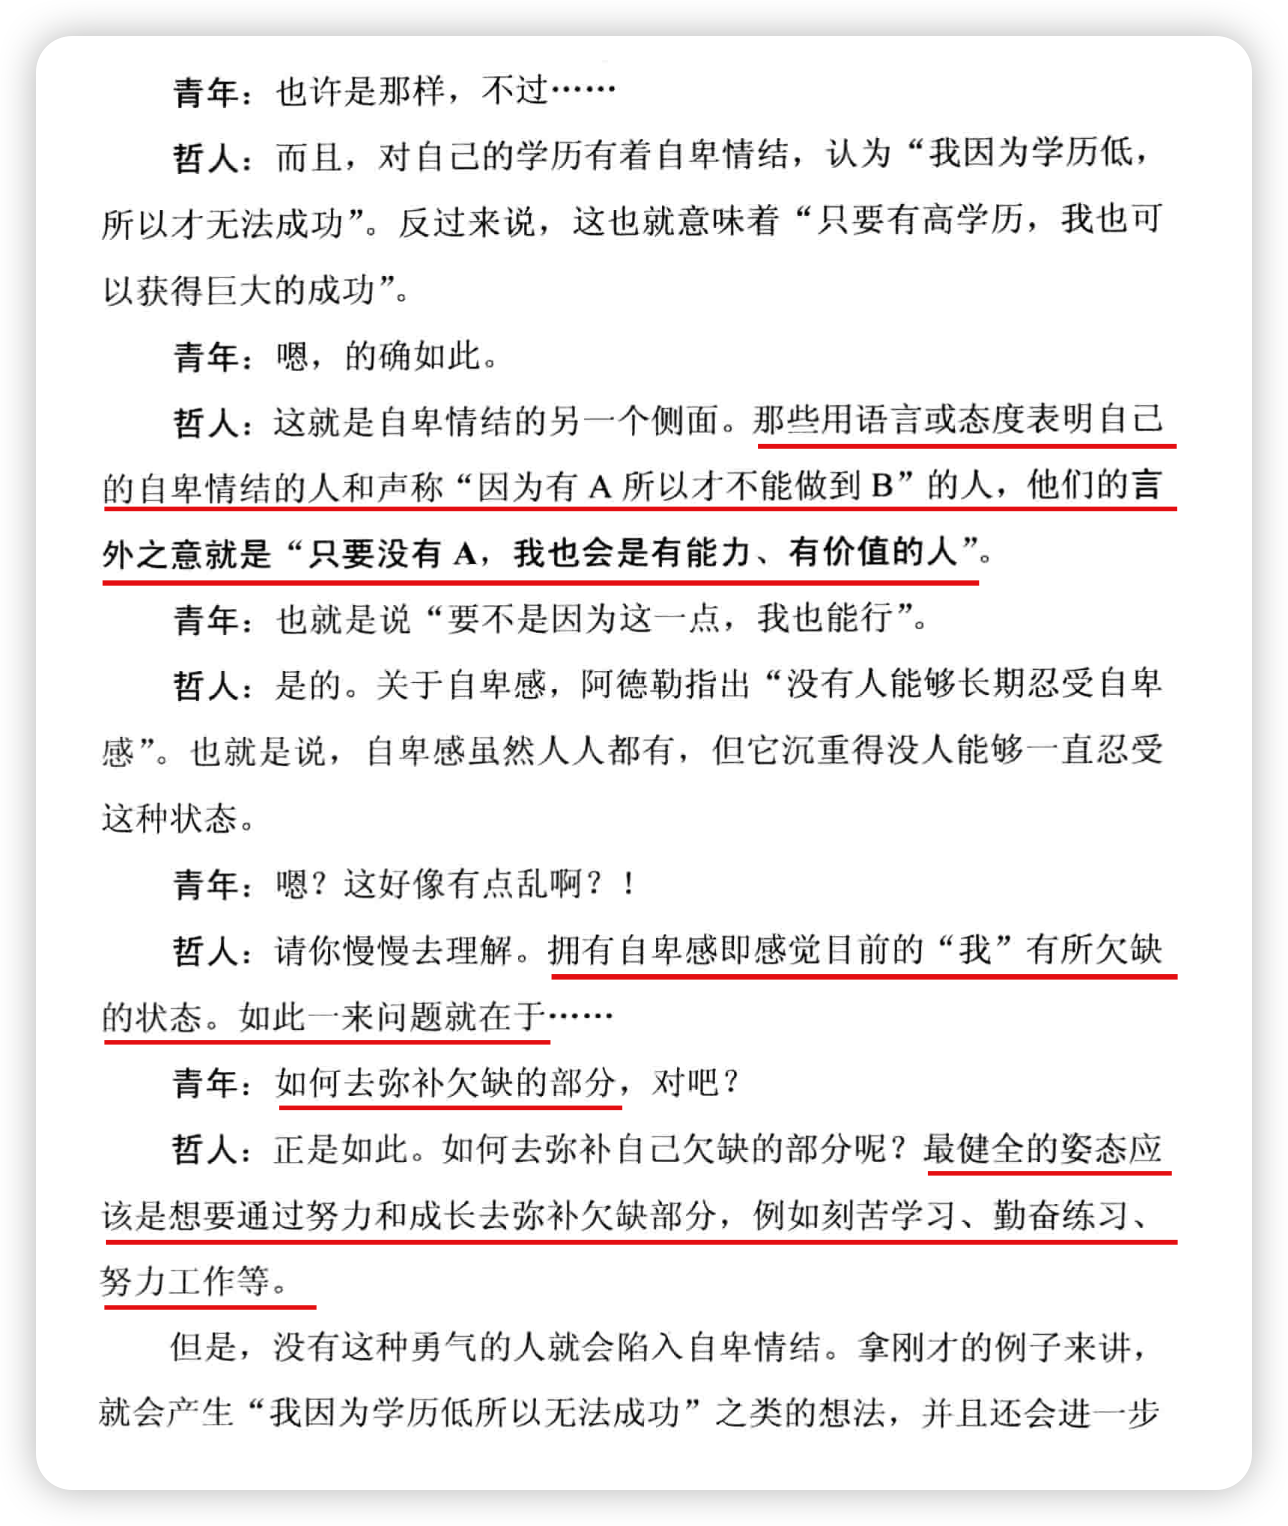 青年：也许是那样，不过……
哲人：而且，对自己的学历有着自卑情结，认为“我因为学历低，
所以才无法成功”。反过来说，这也就意味着“只要有高学历，我也可
以获得巨大的成功”。
青年：嗯，的确如此。
哲人：这就是自卑情结的另一个侧面。那些用语言或态度表明自己
的自卑情结的人和声称“因为有 A 所以才不能做到 B”的人，他们的言
外之意就是“只要没有 A，我也会是有能力、有价值的人”。
青年：也就是说“要不是因为这一点，我也能行”。
哲人：是的。关于自卑感，阿德勒指出“没有人能够长期忍受自卑
感”。也就是说，自卑感虽然人人都有，但它沉重得没人能够一直忍受
这种状态。
青年：嗯？这好像有点乱啊？！
哲人：请你慢慢去理解。拥有自卑感即感觉目前的“我”有所欠缺
的状态。如此一来问题就在于……
青年：如何去弥补欠缺的部分，对吧？
哲人：正是如此。如何去弥补自己欠缺的部分呢？最健全的姿态应
该是想要通过努力和成长去弥补欠缺部分，例如刻苦学习、勤奋练习、
努力工作等。
但是，没有这种勇气的人就会陷入自卑情结。拿刚才的例子来讲，
就会产生“我因为学历低所以无法成功”之类的想法，并且还会进一步